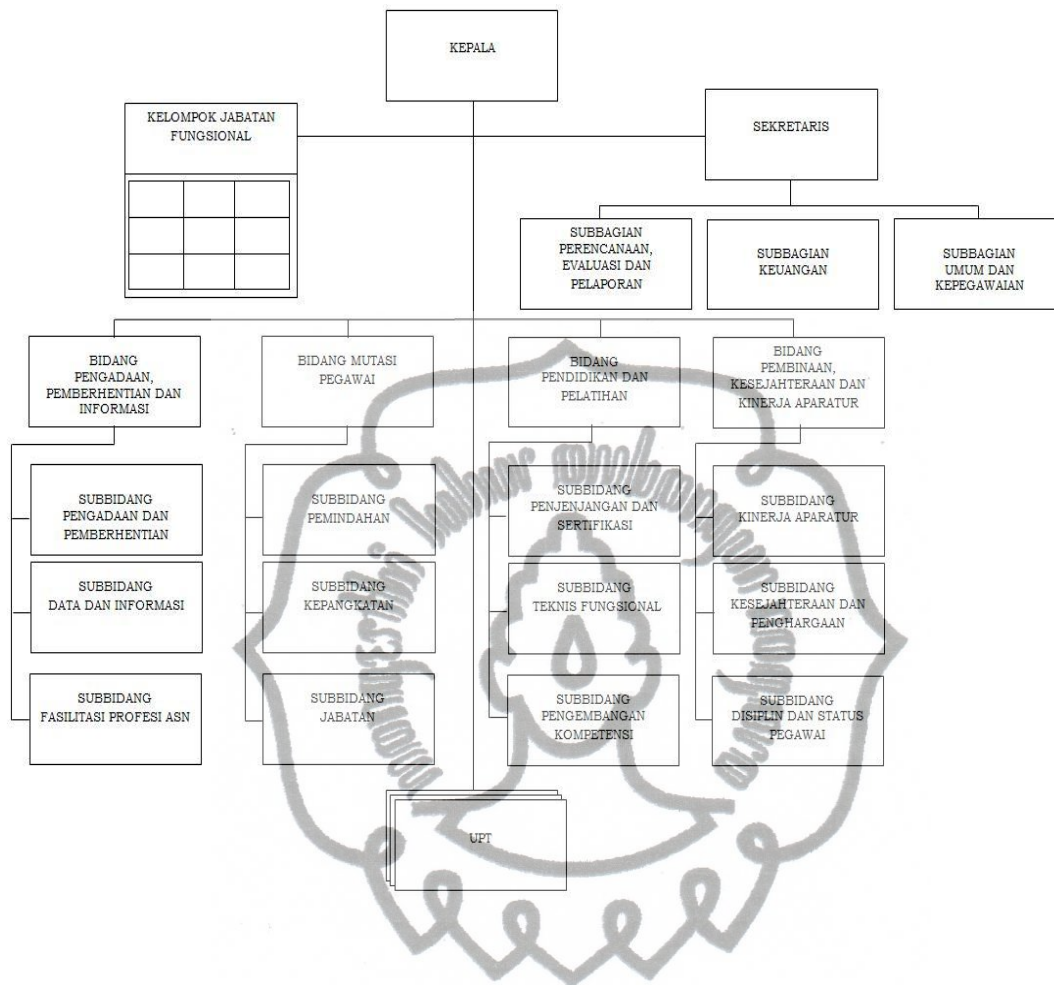 KEPALA
KELOMPOK JABATAN
FUNGSIONAL
SEKRETARIS
SUBBAGIAN
PERENCANAAN,
EVALUASI DAN
PELAPORAN
SUBBAGIAN
KEUANGAN
SUBBAGIAN
UMUM DAN
KEPEGAWAIAN
BIDANG
PENGADAAN,
PEMBERHENTIAN DAN
INFORMASI
BIDANG MUTASI
PEGAWAI
BIDANG
PENDIDIKAN DAN
PELATIHAN
BIDANG
PEMBINAAN,
KESEJAHTERAAN DAN
KINERJA APARATUR
SUBBIDANG
PENGADAAN DAN
PEMBERHENTIAN
SUBBIDANG
PEMINDAHAN
SUBBIDANG
PENJENJANGAN DAN
SERTIFIKASI
SUBBIDANG
KINERJA APARATUR
SUBBIDANG
DATA DAN INFORMASI
SUBBIDANG
KEPANGKATAN
SUBBIDANG
TEKNIS FUNGSIONAL
SUBBIDANG
KESEJAHTERAAN DAN
PENGHARGAAN
SUBBIDANG
FASILITASI PROFESI ASN
SUBBIDANG
JABATAN
SUBBIDANG
PENGEMBANGAN
KOMPETENSI
SUBBIDANG
DISIPLIN DAN STATUS
PEGAWAI
UPT